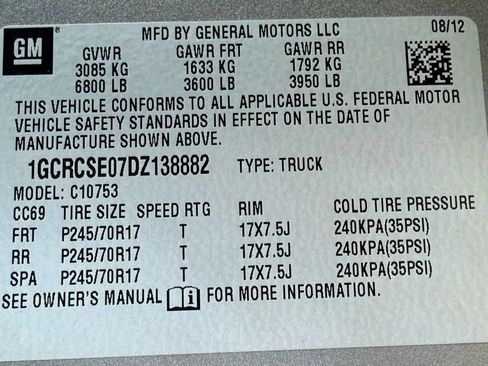 GM
MFD BY GENERAL MOTORS LLC 08/12
GVWR GAWR FRT GAWR RR
3085 KG 1633 KG 1792 KG
6800 LB 3600 LB 3950 LB
THIS VEHICLE CONFORMS TO ALL APPLICABLE U.S. FEDERAL MOTOR
VEHICLE SAFETY STANDARDS IN EFFECT ON THE DATE OF
MANUFACTURE SHOWN ABOVE.
1GCRCSE07DZ138882 TYPE: TRUCK
MODEL: C10753
CC69 TIRE SIZE SPEED RTG RIM COLD TIRE PRESSURE
FRT P245/70R17 T 17X7.5J 240KPA(35PSI)
RR P245/70R17 T 17X7.5J 240KPA(35PSI)
SPA P245/70R17 T 17X7.5J 240KPA(35PSI)
SEE OWNER'S MANUAL FOR MORE INFORMATION.